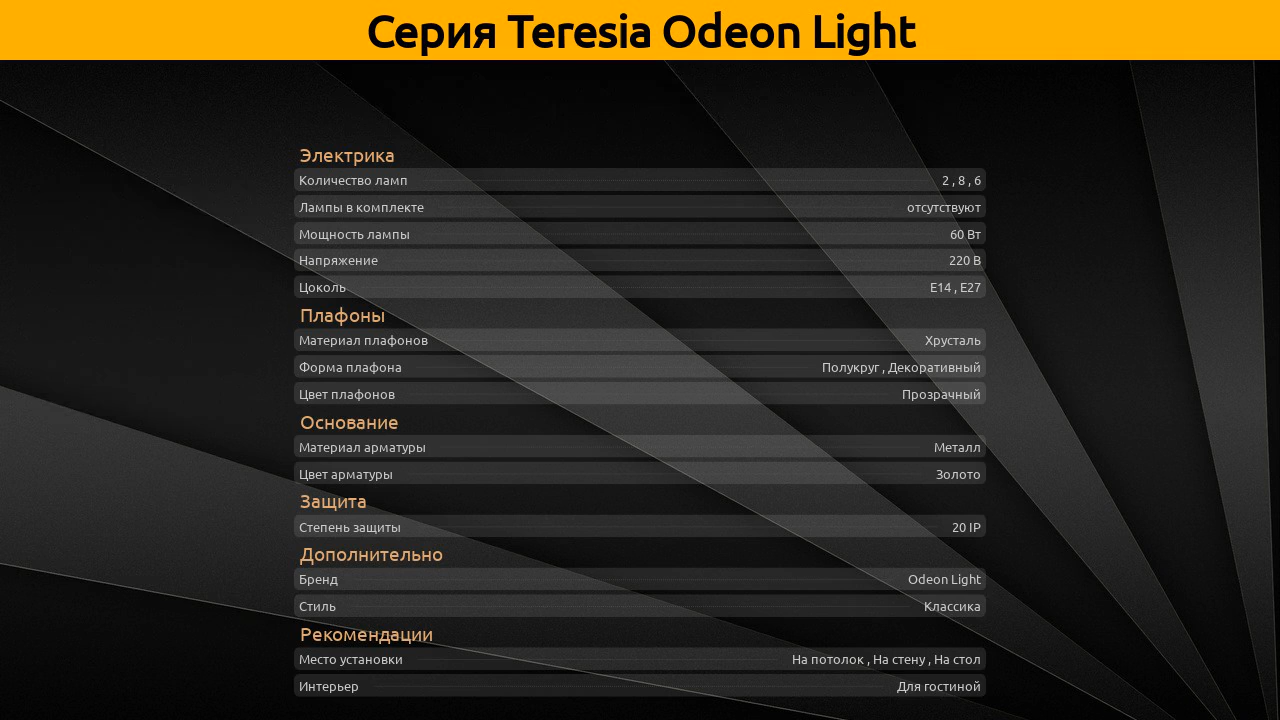 Серия Teresia Odeon Light
Электрика
Количество ламп 2 , 8 , 6
Лампы в комплекте отсутствуют
Мощность лампы 60 Вт
Напряжение 220 В
Цоколь E14 , E27
Плафоны
Материал плафонов Хрусталь
Форма плафона Полукруг , Декоративный
Цвет плафонов Прозрачный
Основание
Материал арматуры Металл
Цвет арматуры Золото
Защита
Степень защиты 20 IP
Дополнительно
Бренд Odeon Light
Стиль Классика
Рекомендации
Место установки На потолок , На стену , На стол
Интерьер Для гостиной